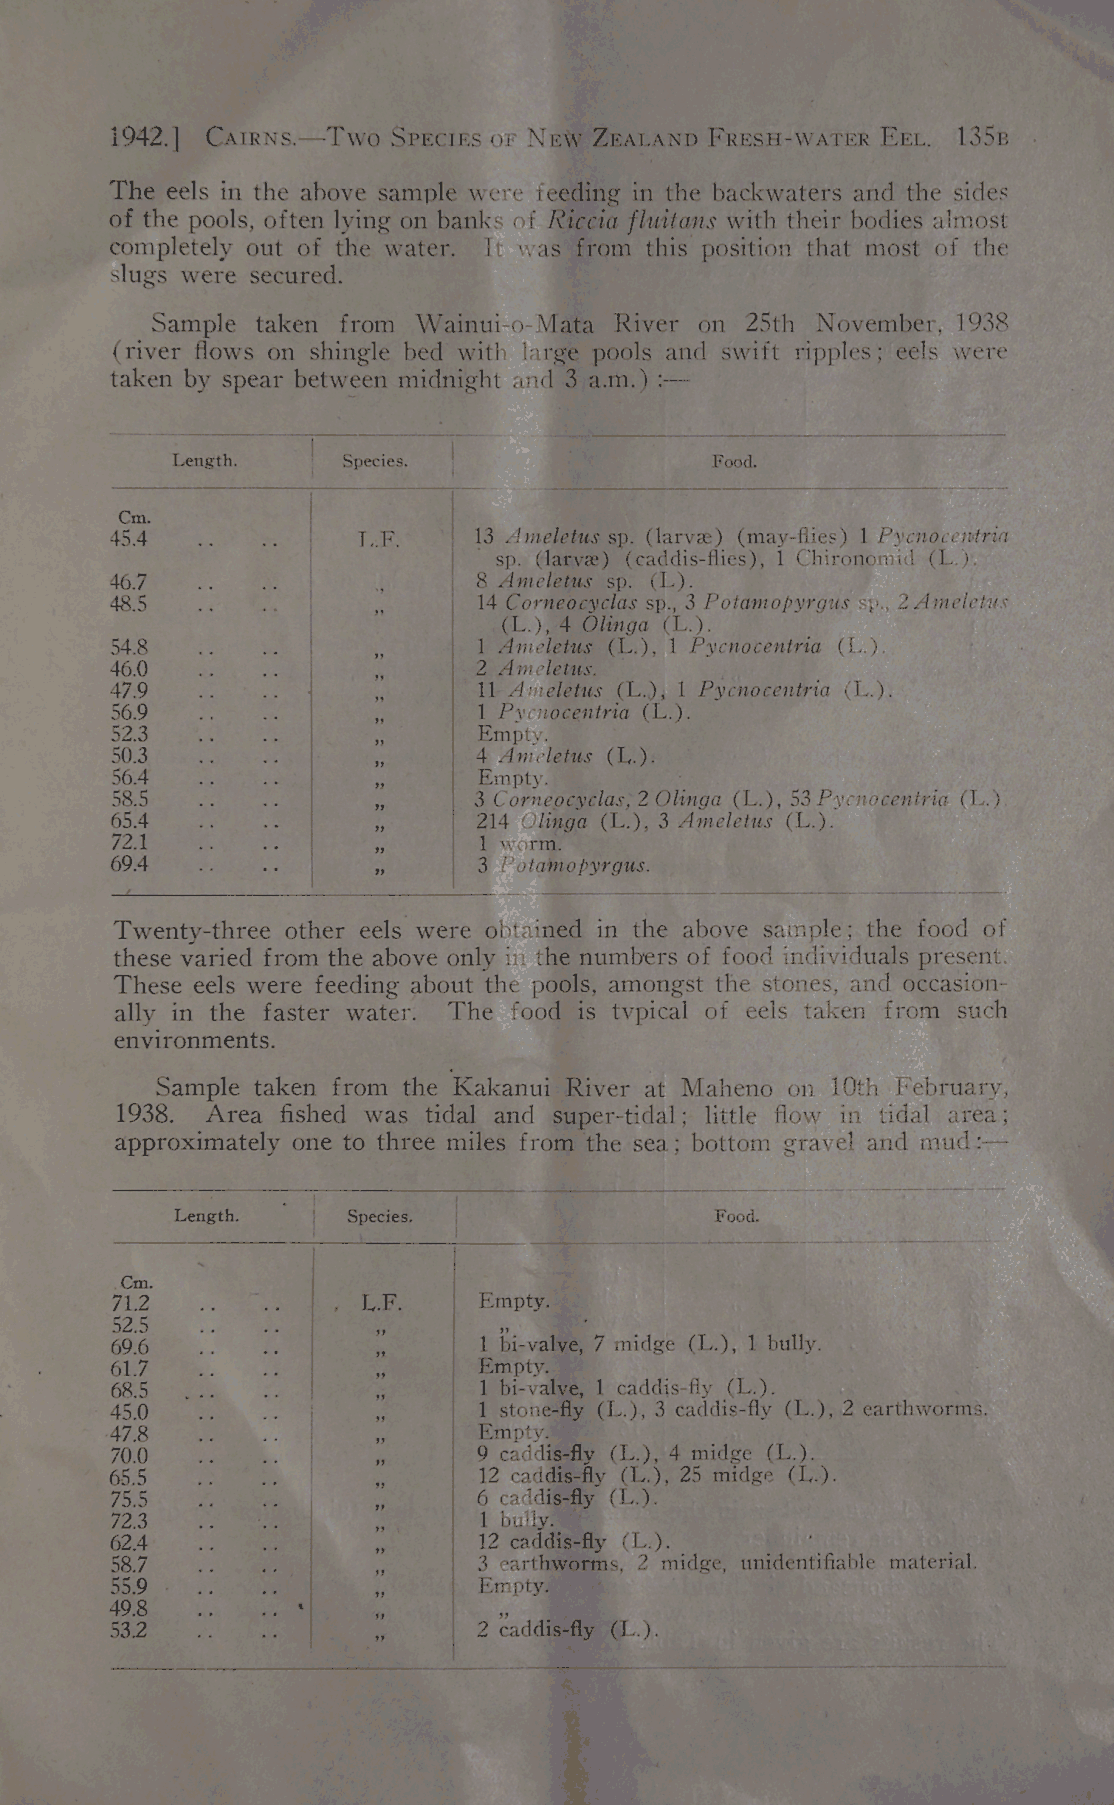 1942.] CAIRNS.—TWO SPECIES OF NEW ZEALAND FRESH-WATER EEL. 135B
The eels in the above sample were feeding in the backwaters and the sides
of the pools, often lying on banks of Riccia fluitans with their bodies almost
completely out of the water. It was from this position that most of the
slugs were secured.
Sample taken from Wainui-o-Mata River on 25th November, 1938
(river flows on shingle bed with large pools and swift ripples; eels were
taken by spear between midnight and 3 a.m.) :—
Length. Species. Food.
Cm.
45.4 .. .. L.F. 13 Ameletus sp. (larvæ) (may-flies) 1 Pycnocentria
sp. (larvæ) (caddis-flies), 1 Chironomid (L.).
46.7 .. .. ,, 8 Ameletus sp. (L).
48.5 .. .. ,, 14 Corneocyclas sp., 3 Potamopyrgus sp., 2 Ameletus
(L.), 4 Olinga (L.).
54.8 .. .. ,, 1 Ameletus (L.), 1 Pycnocentria (L.).
46.0 .. .. ,, 2 Ameletus.
47.9 .. .. ,, 11 Ameletus (L.), 1 Pycnocentria (L.).
56.9 .. .. ,, 1 Pycnocentria (L.).
52.3 .. .. ,, Empty.
50.3 .. .. ,, 4 Ameletus (L.).
56.4 .. .. ,, Empty.
58.5 .. .. ,, 3 Corneocyclas, 2 Olinga (L.), 53 Pycnocentria (L.)
65.4 .. .. ,, 214 Olinga (L.), 3 Ameletus (L.).
72.1 .. .. ,, 1 worm.
69.4 .. .. ,, 3 Potamopyrgus.
Twenty-three other eels were obtained in the above sample; the food of
these varied from the above only in the numbers of food individuals present.
These eels were feeding about the pools, amongst the stones, and occasion-
ally in the faster water. The food is tvpical of eels taken from such
environments.
Sample taken from the Kakanui River at Maheno on 10th February,
1938. Area fished was tidal and super-tidal; little flow in tidal area;
approximately one to three miles from the sea; bottom gravel and mud:—
Length. Species. Food.
Cm.
71.2 .. .. L.F. Empty.
52.5 .. .. ,, ,,
69.6 .. .. ,, 1 bi-valve, 7 midge (L.), 1 bully.
61.7 .. .. ,, Empty.
68.5 .. .. ,, 1 bi-valve, 1 caddis-fly (L.).
45.0 .. .. ,, 1 stone-fly (L.), 3 caddis-fly (L.), 2 earthworms.
47.8 .. .. ,, Empty.
70.0 .. .. ,, 9 caddis-fly (L.), 4 midge (L.).
65.5 .. .. ,, 12 caddis-fly (L.), 25 midge (L.).
75.5 .. .. ,, 6 caddis-fly (L.).
72.3 .. .. ,, 1 bully.
62.4 .. .. ,, 12 caddis-fly (L.).
58.7 .. .. ,, 3 earthworms, 2 midge, unidentifiable material.
55.9 .. .. ,, Empty.
49.8 .. .. ,, ,,
53.2 .. .. ,, 2 caddis-fly (L.).